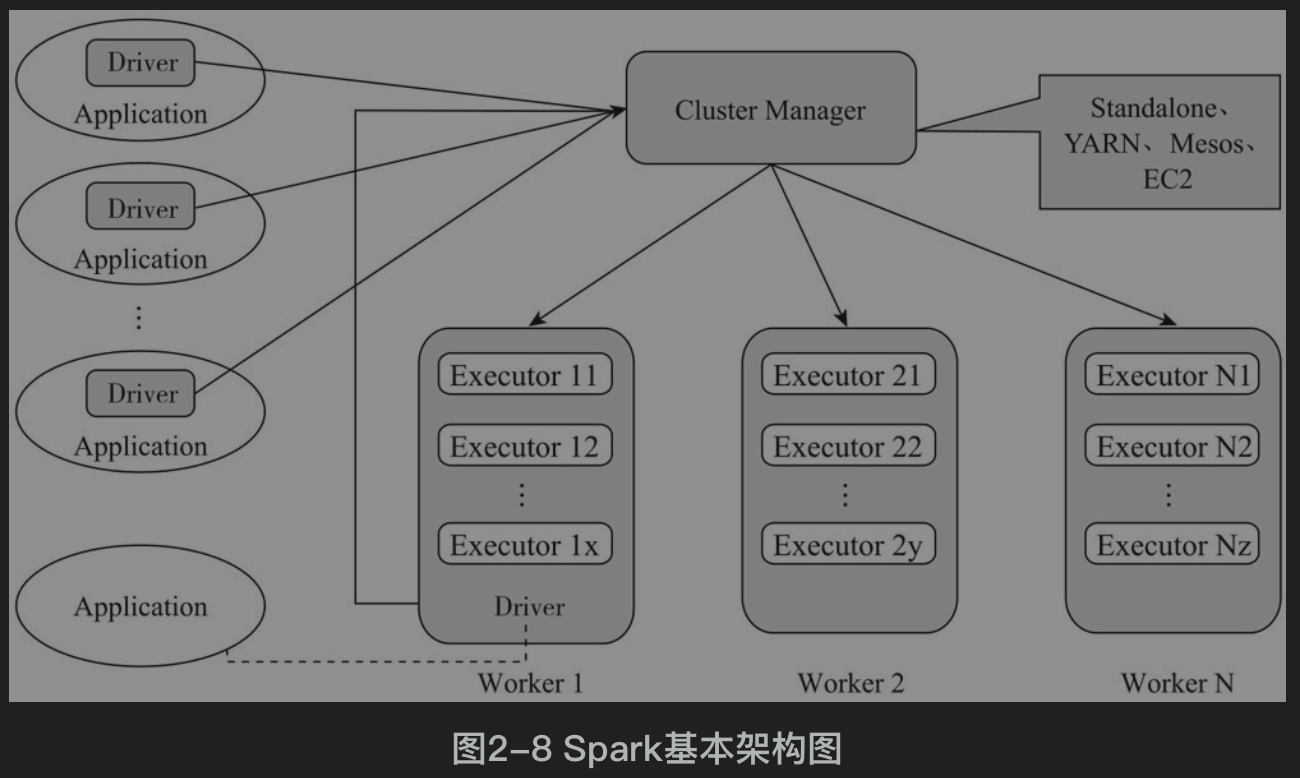 Driver
Application
Driver
Application
⋮
Driver
Application
Application
Cluster Manager
Standalone、
YARN、Mesos、
EC2
Executor 11
Executor 12
⋮
Executor 1x
Driver
Worker 1
Executor 21
Executor 22
⋮
Executor 2y
Worker 2
Executor N1
Executor N2
⋮
Executor Nz
Worker N
图2-8 Spark基本架构图